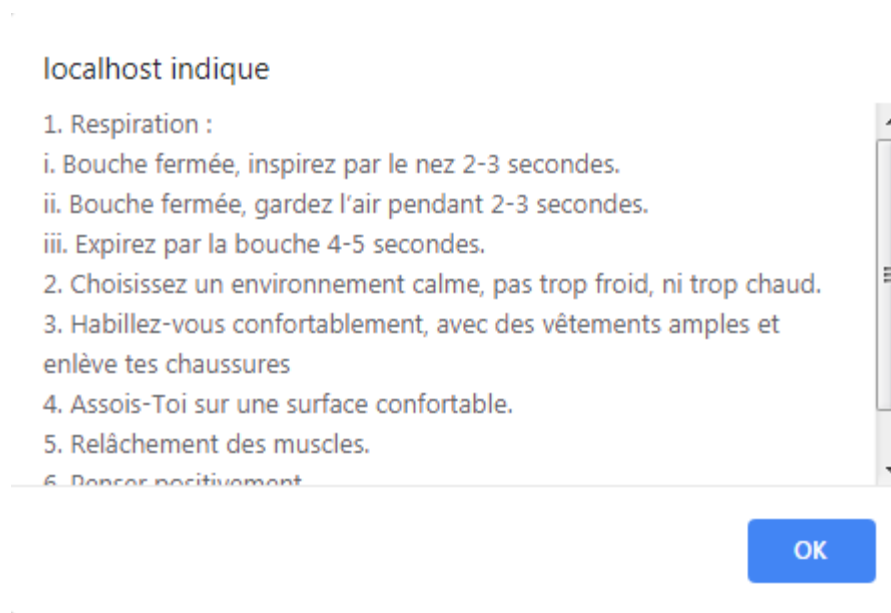 localhost indique
1. Respiration :
i. Bouche fermée, inspirez par le nez 2-3 secondes.
ii. Bouche fermée, gardez l'air pendant 2-3 secondes.
iii. Expirez par la bouche 4-5 secondes.
2. Choisissez un environnement calme, pas trop froid, ni trop chaud.
3. Habillez-vous confortablement, avec des vêtements amples et
enlève tes chaussures
4. Assois-Toi sur une surface confortable.
5. Relâchement des muscles.
6. Penser positivement
OK